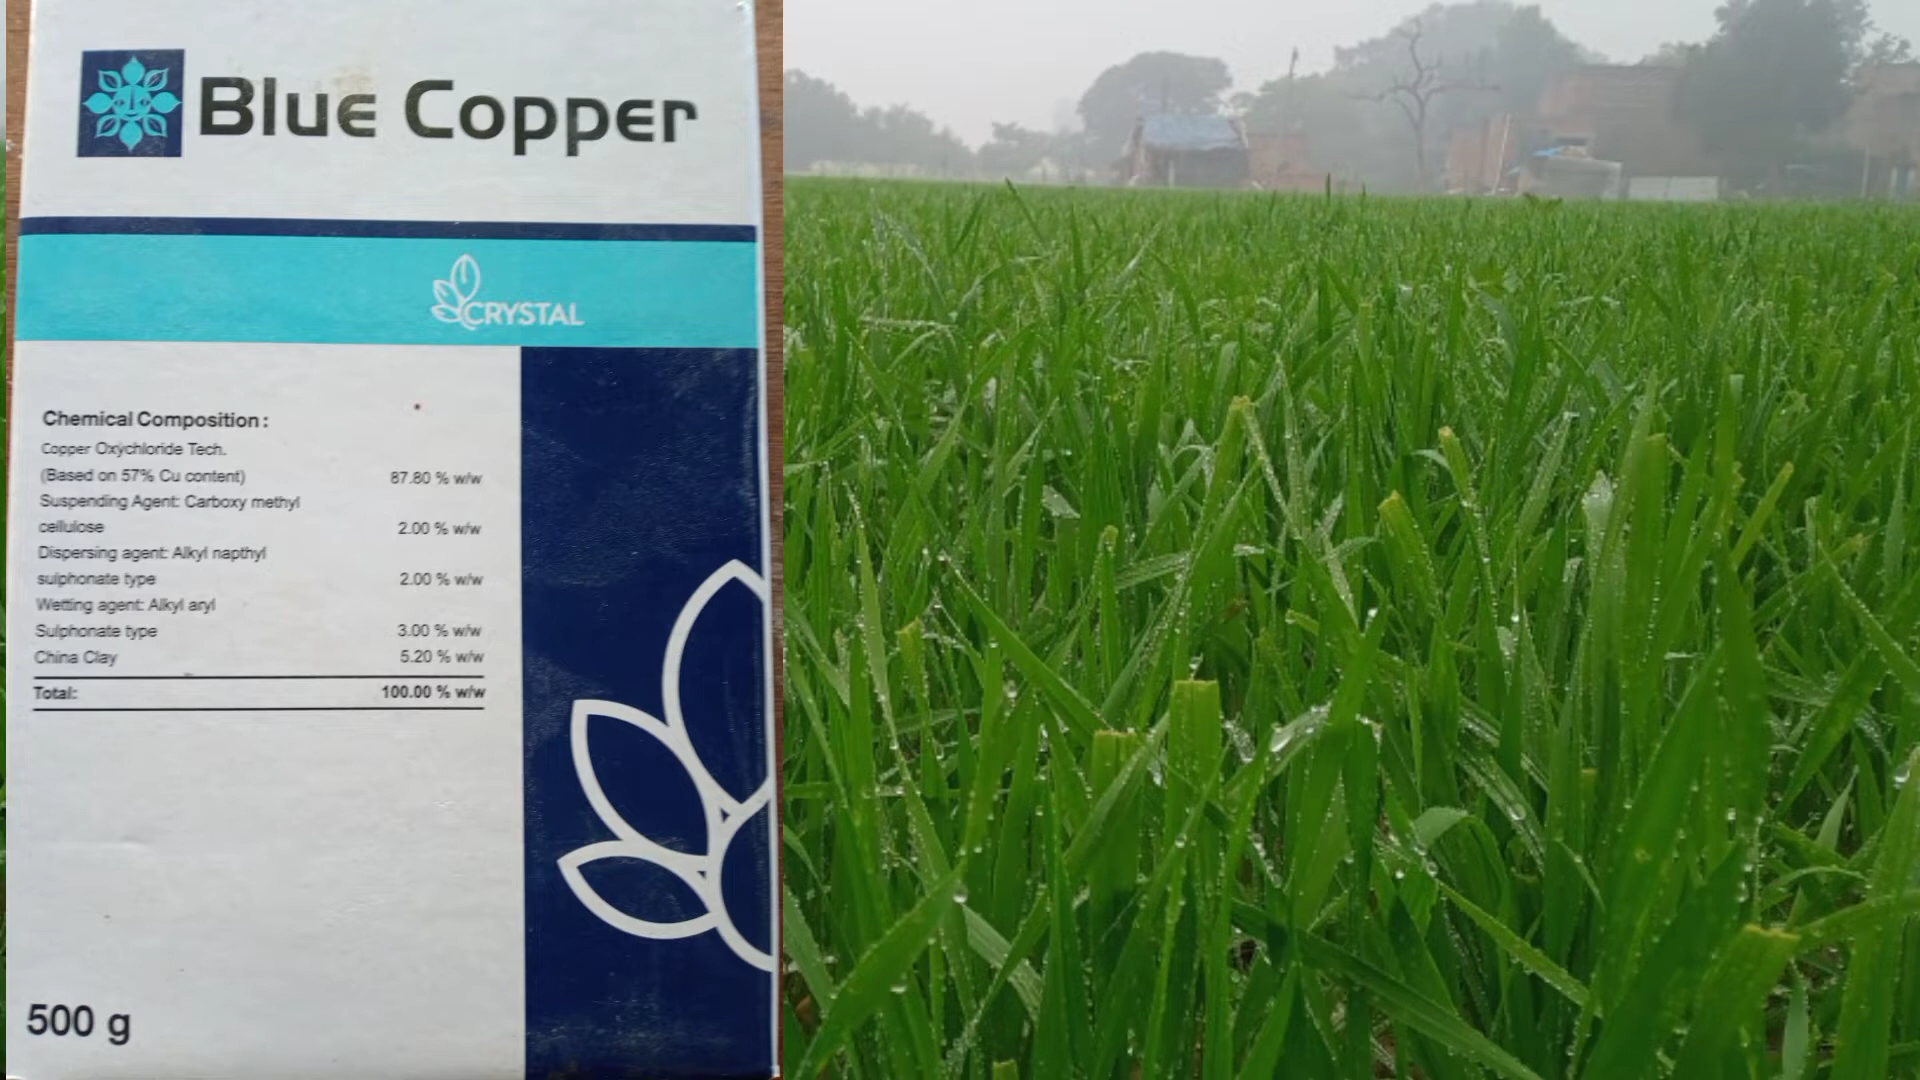 Blue Copper
CRYSTAL
Chemical Composition :
Copper Oxychloride Tech.
(Based on 57% Cu content) 87.80 % w/w
Suspending Agent: Carboxy methyl
cellulose 2.00 % w/w
Dispersing agent: Alkyl napthyl
sulphonate type 2.00 % w/w
Wetting agent: Alkyl aryl
Sulphonate type 3.00 % w/w
China Clay 5.20 % w/w
Total: 100.00 % w/w
500 g